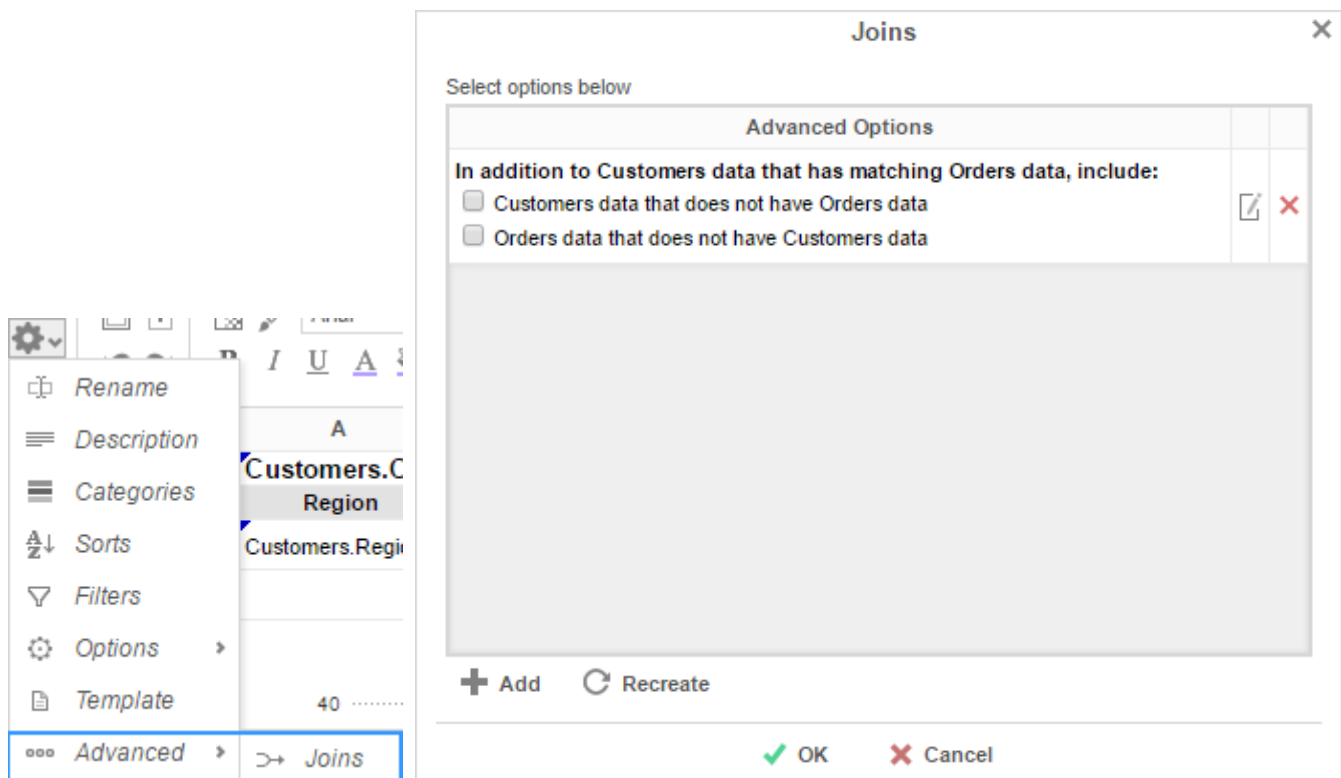 Joins
Select options below
Advanced Options
In addition to Customers data that has matching Orders data, include:
Customers data that does not have Orders data
Orders data that does not have Customers data
Add Recreate
OK Cancel
B I U A
Rename
Description
Categories
Sorts
Filters
Options
Template
Advanced
Joins
A
Customers.C
Region
Customers.Regi
40